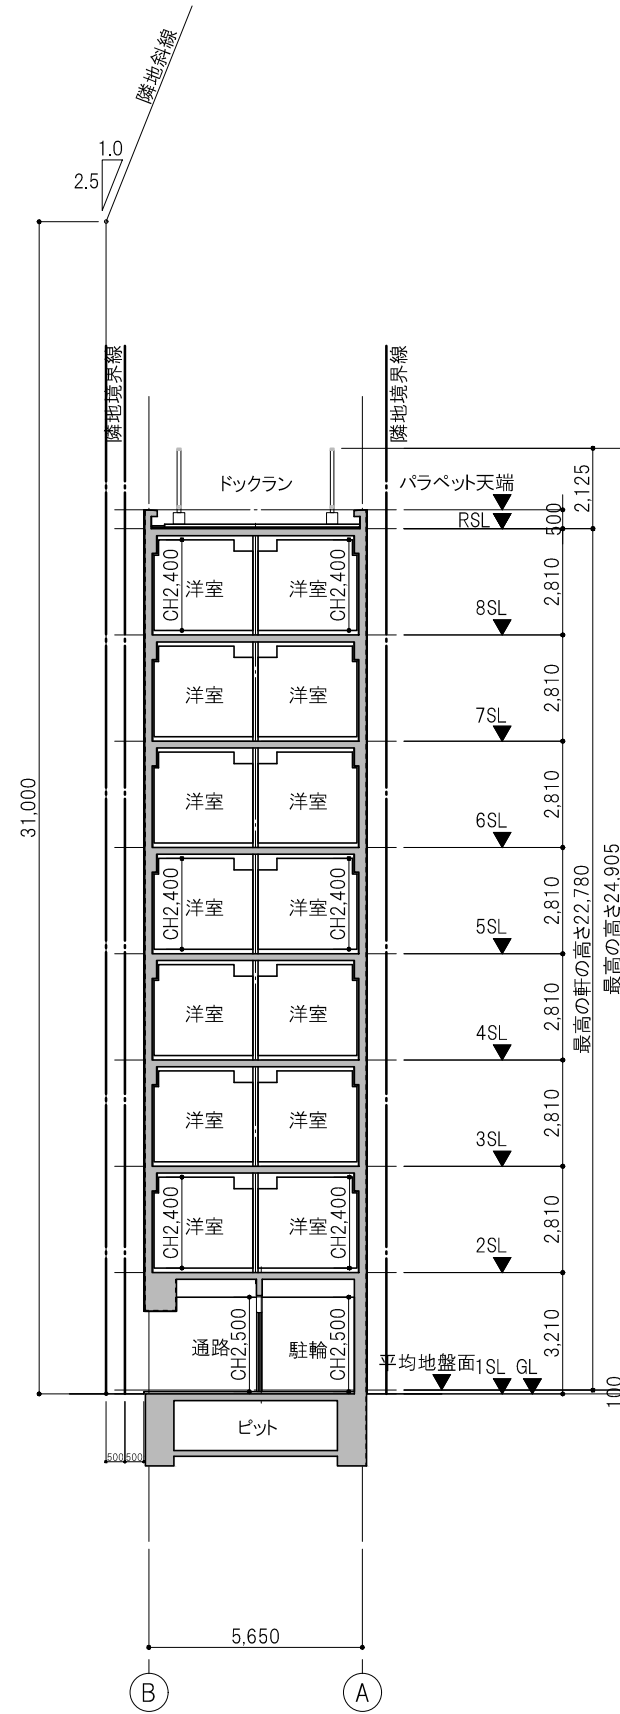 隣地斜線
1.0
2.5
隣地境界線
隣地境界線
ドックラン
パラペット天端
RSL
500
2,125
CH2,400
洋室
洋室
CH2,400
2,810
8SL
洋室
洋室
2,810
7SL
洋室
洋室
2,810
6SL
31,000
CH2,400
洋室
洋室
CH2,400
2,810
5SL
最高の軒の高さ22,780
最高の高さ24,905
洋室
洋室
2,810
4SL
洋室
洋室
2,810
3SL
CH2,400
洋室
洋室
CH2,400
2,810
2SL
通路
CH2,500
駐輪
CH2,500
3,210
平均地盤面
1SL
GL
100
ピット
500
500
5,650
B
A